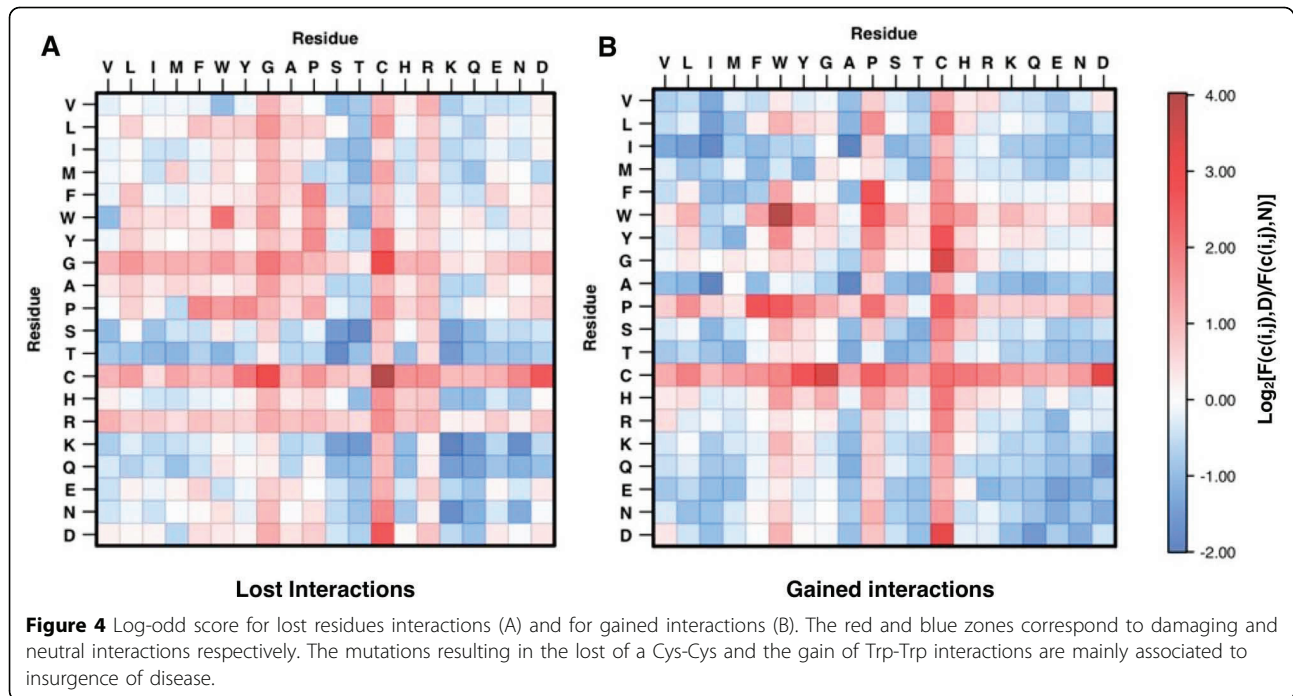 A
Residue
V L I M F W Y G A P S T C H R K Q E N D
V
L
I
M
F
W
Y
G
A
P
S
T
C
H
R
K
Q
E
N
D
Residue
Lost Interactions
B
Residue
V L I M F W Y G A P S T C H R K Q E N D
V
L
I
M
F
W
Y
G
A
P
S
T
C
H
R
K
Q
E
N
D
Residue
Gained interactions
4.00
3.00
2.00
1.00
0.00
-1.00
-2.00
Log2[F(c(i,j),D)/F(c(i,j),N)]
Figure 4 Log-odd score for lost residues interactions (A) and for gained interactions (B). The red and blue zones correspond to damaging and
neutral interactions respectively. The mutations resulting in the lost of a Cys-Cys and the gain of Trp-Trp interactions are mainly associated to
insurgence of disease.